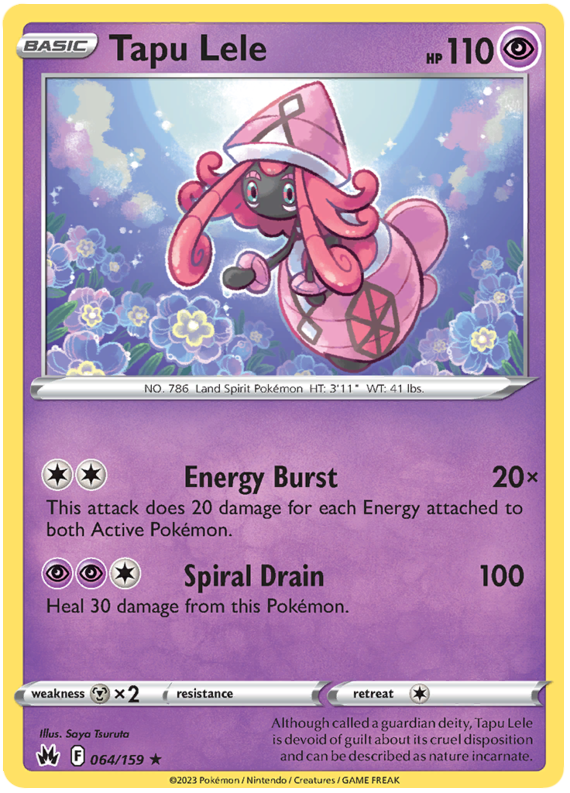 BASIC Tapu Lele HP 110
NO. 786 Land Spirit Pokémon HT: 3'11" WT: 41 lbs.
Energy Burst 20×
This attack does 20 damage for each Energy attached to
both Active Pokémon.
Spiral Drain 100
Heal 30 damage from this Pokémon.
weakness ×2 resistance retreat
Illus. Saya Tsuruta
F 064/159 ★
Although called a guardian deity, Tapu Lele
is devoid of guilt about its cruel disposition
and can be described as nature incarnate.
©2023 Pokémon / Nintendo / Creatures / GAME FREAK